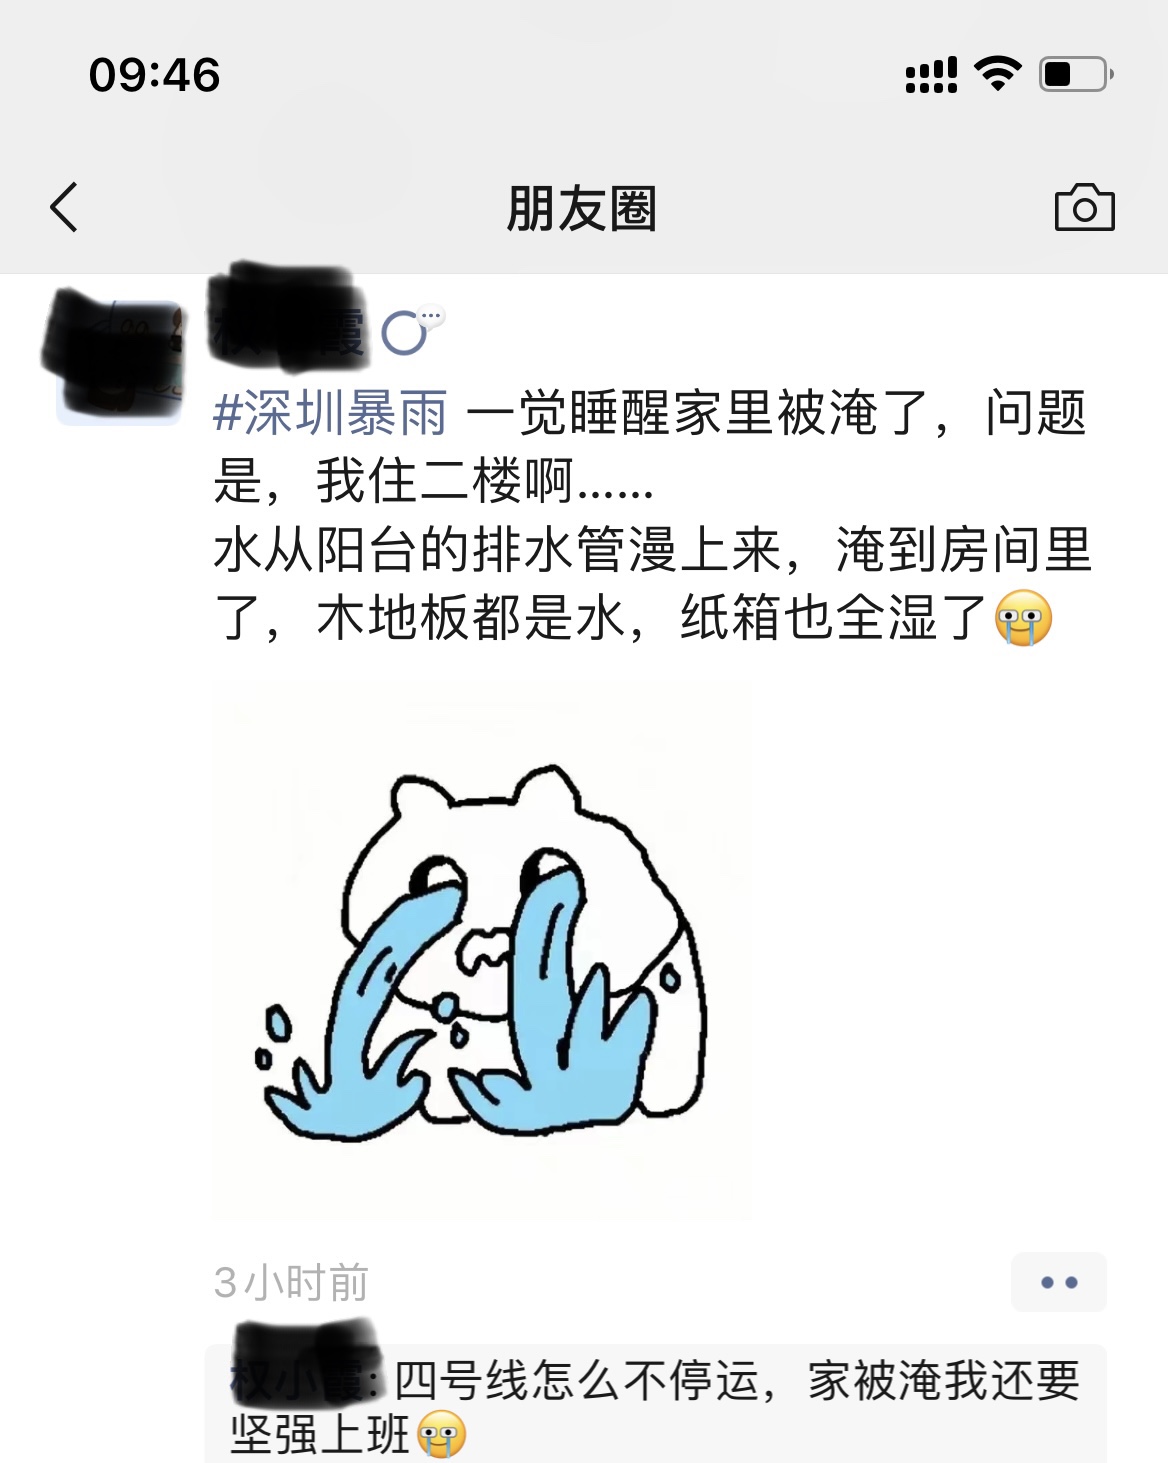 09:46
朋友圈
#深圳暴雨 一觉睡醒家里被淹了，问题
是，我住二楼啊......
水从阳台的排水管漫上来，淹到房间里
了，木地板都是水，纸箱也全湿了😭
3小时前
: 四号线怎么不停运，家被淹我还要
坚强上班😭